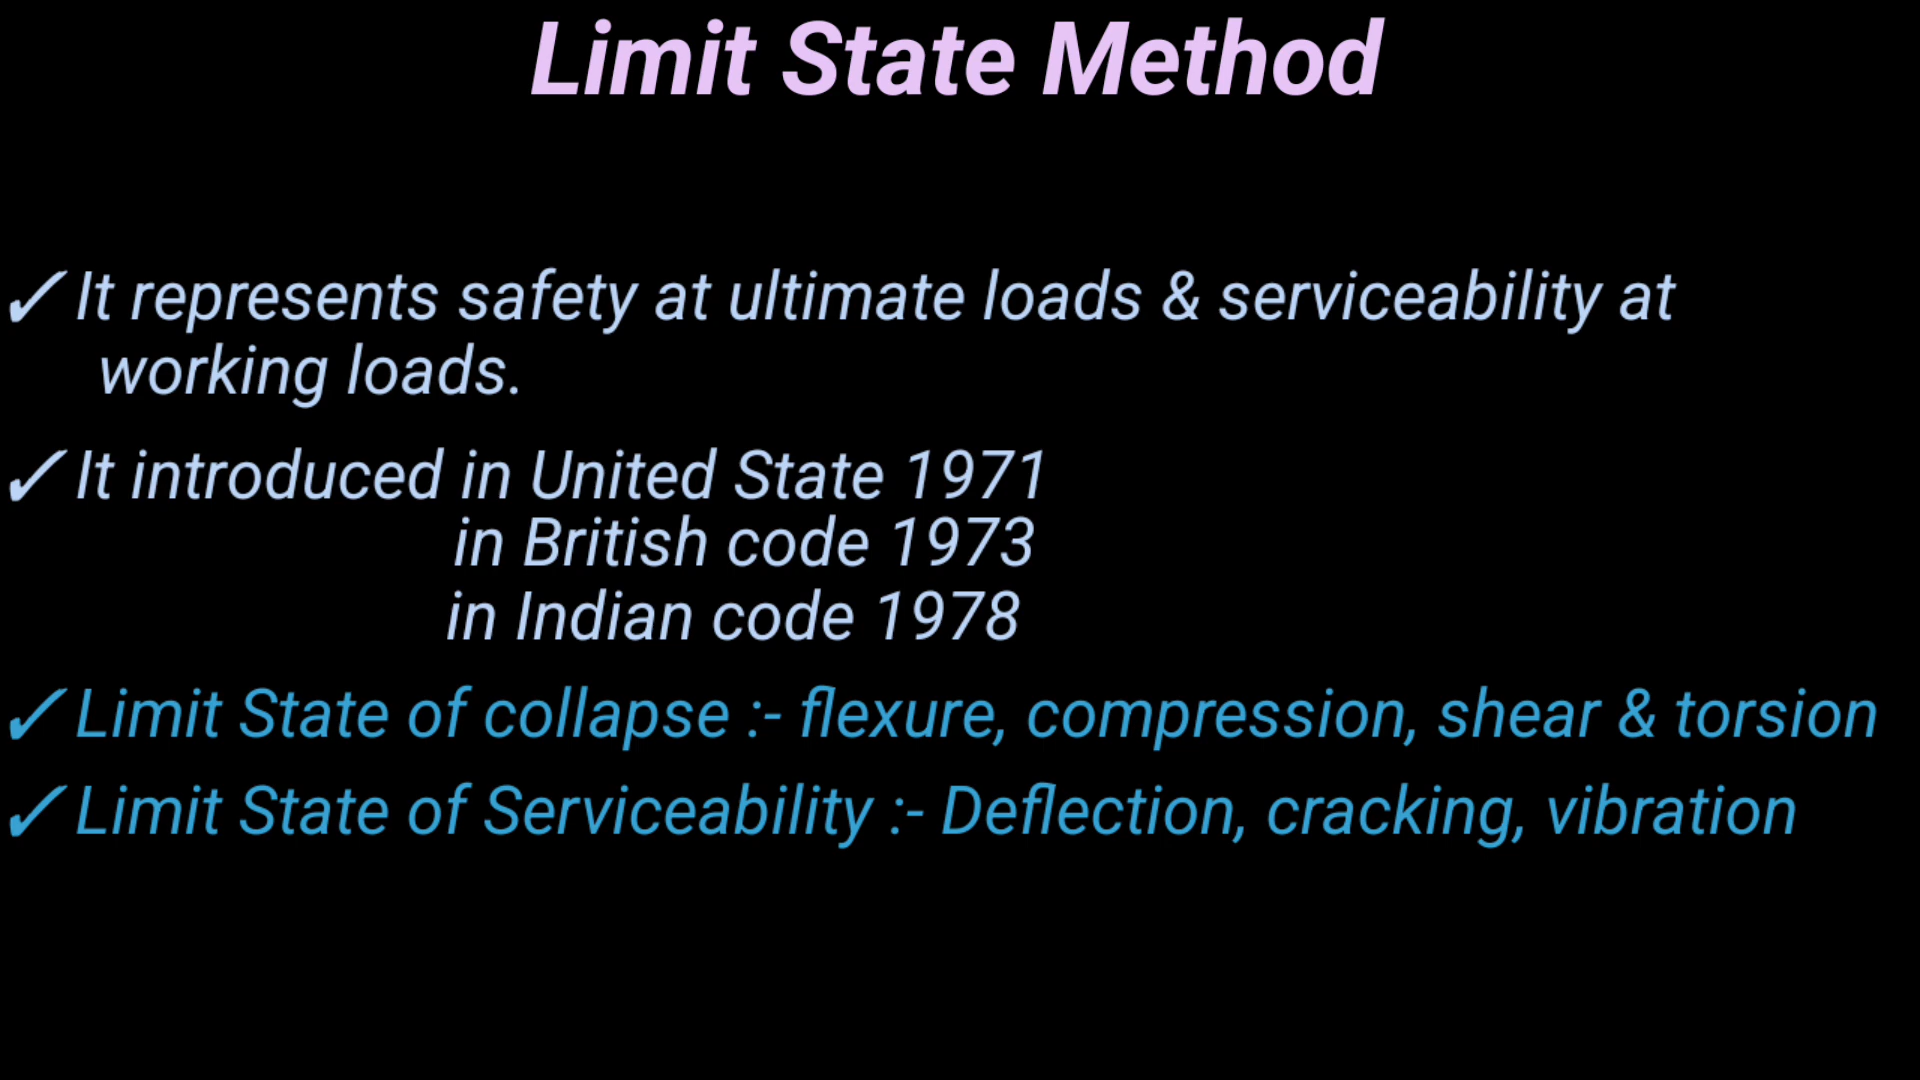 Limit State Method
✓It represents safety at ultimate loads & serviceability at
working loads.
✓It introduced in United State 1971
in British code 1973
in Indian code 1978
✓Limit State of collapse :- flexure, compression, shear & torsion
✓Limit State of Serviceability :- Deflection, cracking, vibration